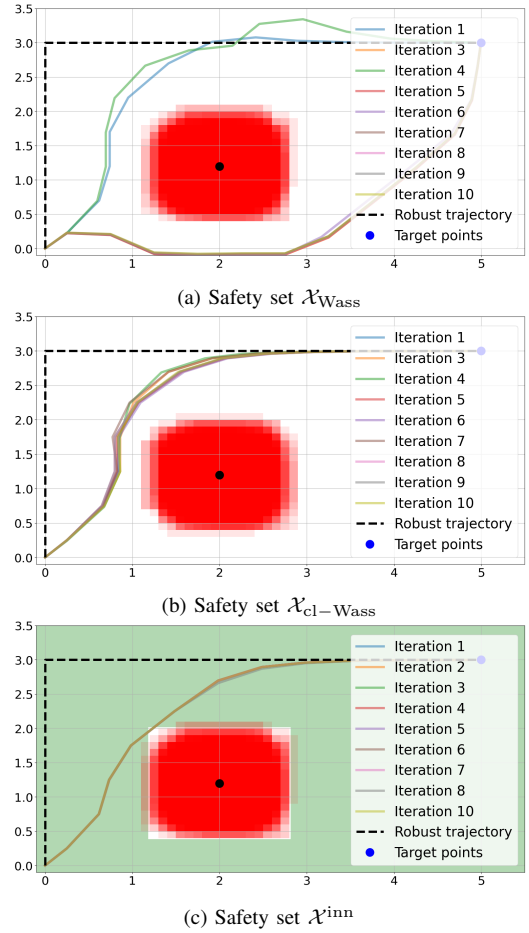 3.5
3.0
2.5
2.0
1.5
1.0
0.5
0.0
0 1 2 3 4 5
Iteration 1
Iteration 3
Iteration 4
Iteration 5
Iteration 6
Iteration 7
Iteration 8
Iteration 9
Iteration 10
Robust trajectory
Target points
(a) Safety set 𝒳_Wass
3.5
3.0
2.5
2.0
1.5
1.0
0.5
0.0
0 1 2 3 4 5
Iteration 1
Iteration 3
Iteration 4
Iteration 5
Iteration 6
Iteration 7
Iteration 8
Iteration 9
Iteration 10
Robust trajectory
Target points
(b) Safety set 𝒳_cl−Wass
3.5
3.0
2.5
2.0
1.5
1.0
0.5
0.0
0 1 2 3 4 5
Iteration 1
Iteration 2
Iteration 3
Iteration 4
Iteration 5
Iteration 6
Iteration 7
Iteration 8
Iteration 10
Robust trajectory
Target points
(c) Safety set 𝒳^inn